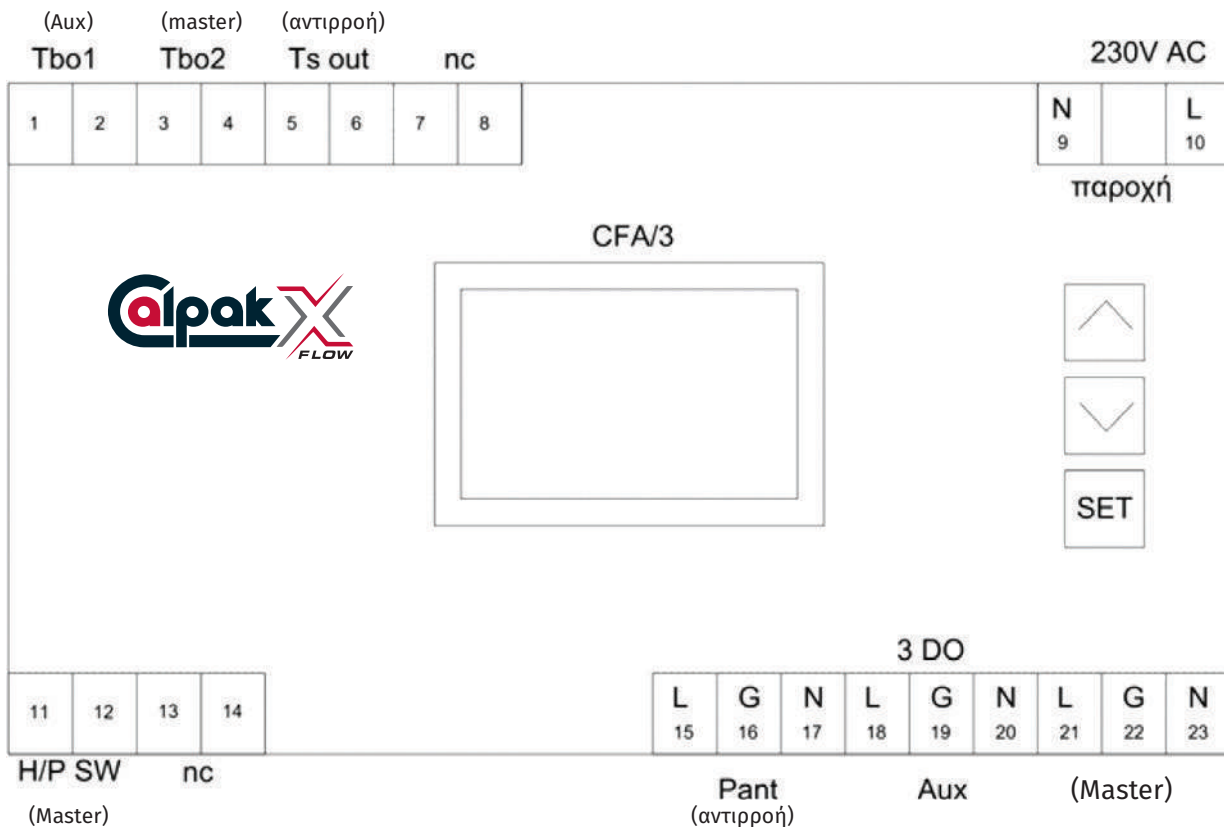 (Aux) (master) (αντιρροή)
Tbo1 Tbo2 Ts out nc 230V AC
1 2 3 4 5 6 7 8 N L
9 10
παροχή
CFA/3
Calpak X
FLOW
SET
3 DO
11 12 13 14 L G N L G N L G N
15 16 17 18 19 20 21 22 23
H/P SW nc Pant Aux (Master)
(Master) (αντιρροή)